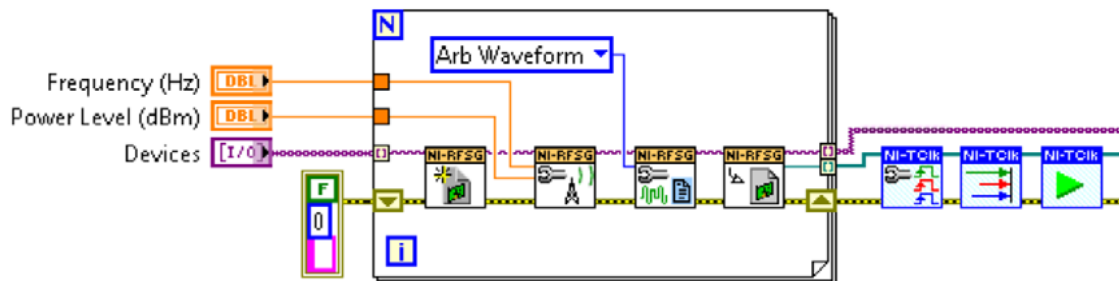 N
Arb Waveform
Frequency (Hz) DBL
Power Level (dBm) DBL
Devices [I/O]
NI-RFSG NI-RFSG NI-RFSG NI-RFSG
NI-TClk NI-TClk NI-TClk
F
0
i